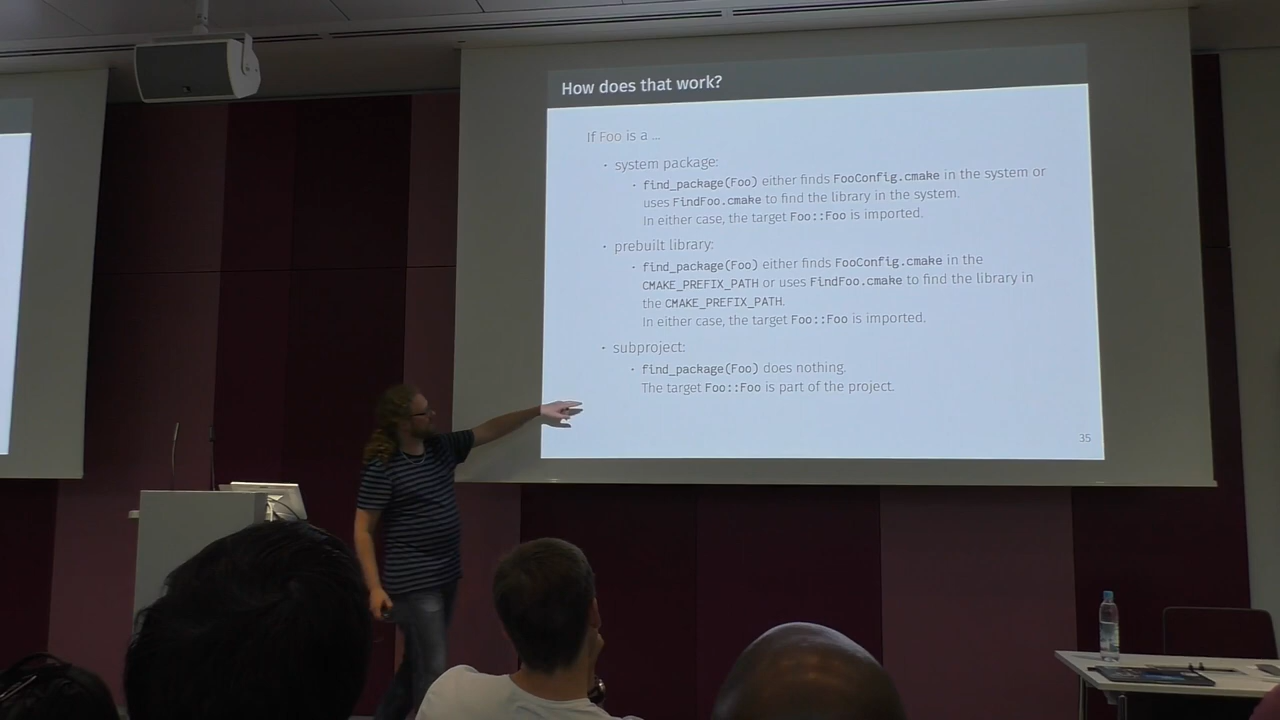 How does that work?
If Foo is a ...
· system package:
· find_package(Foo) either finds FooConfig.cmake in the system or
uses FindFoo.cmake to find the library in the system.
In either case, the target Foo::Foo is imported.
· prebuilt library:
· find_package(Foo) either finds FooConfig.cmake in the
CMAKE_PREFIX_PATH or uses FindFoo.cmake to find the library in
the CMAKE_PREFIX_PATH.
In either case, the target Foo::Foo is imported.
· subproject:
· find_package(Foo) does nothing.
The target Foo::Foo is part of the project.
35